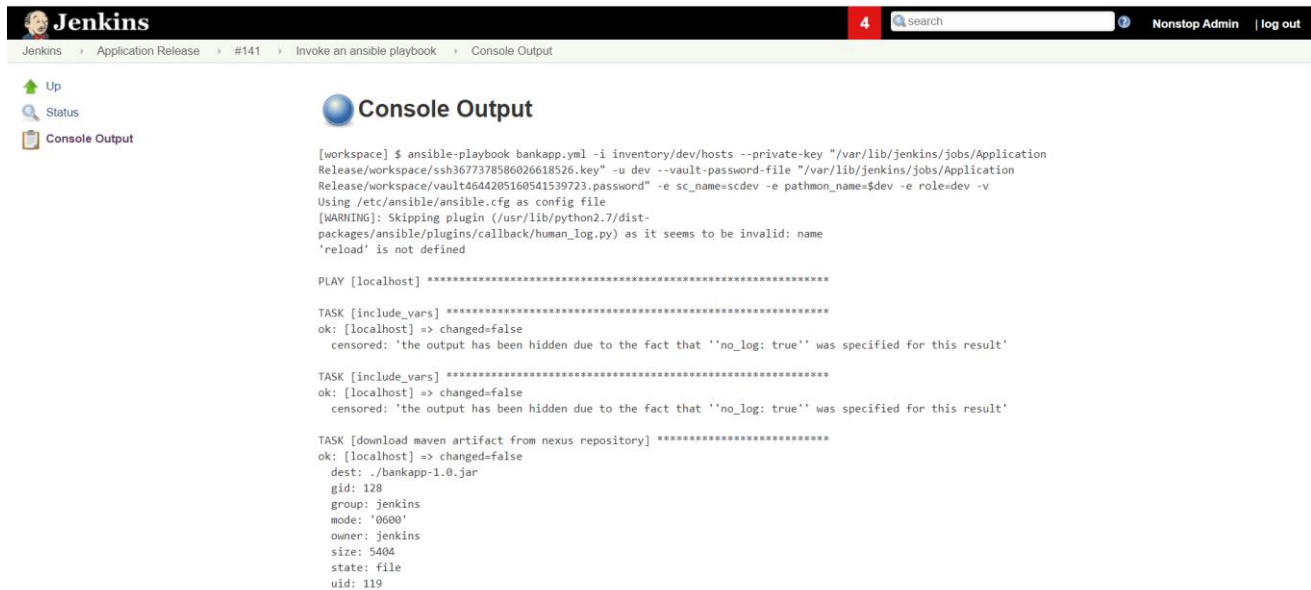 Jenkins
4
search
Nonstop Admin | log out
Jenkins Application Release #141 Invoke an ansible playbook Console Output
Up
Status
Console Output
Console Output
[workspace] $ ansible-playbook bankapp.yml -i inventory/dev/hosts --private-key "/var/lib/jenkins/jobs/Application
Release/workspace/ssh3677378586026618526.key" -u dev --vault-password-file "/var/lib/jenkins/jobs/Application
Release/workspace/vault4644205160541539723.password" -e sc_name=scdev -e pathmon_name=$dev -e role=dev -v
Using /etc/ansible/ansible.cfg as config file
[WARNING]: Skipping plugin (/usr/lib/python2.7/dist-
packages/ansible/plugins/callback/human_log.py) as it seems to be invalid: name
'reload' is not defined
PLAY [localhost] ***************************************************************
TASK [include_vars] ************************************************************
ok: [localhost] => changed=false
censored: 'the output has been hidden due to the fact that ''no_log: true'' was specified for this result'
TASK [include_vars] ************************************************************
ok: [localhost] => changed=false
censored: 'the output has been hidden due to the fact that ''no_log: true'' was specified for this result'
TASK [download maven artifact from nexus repository] ***************************
ok: [localhost] => changed=false
dest: ./bankapp-1.0.jar
gid: 128
group: jenkins
mode: '0600'
owner: jenkins
size: 5404
state: file
uid: 119